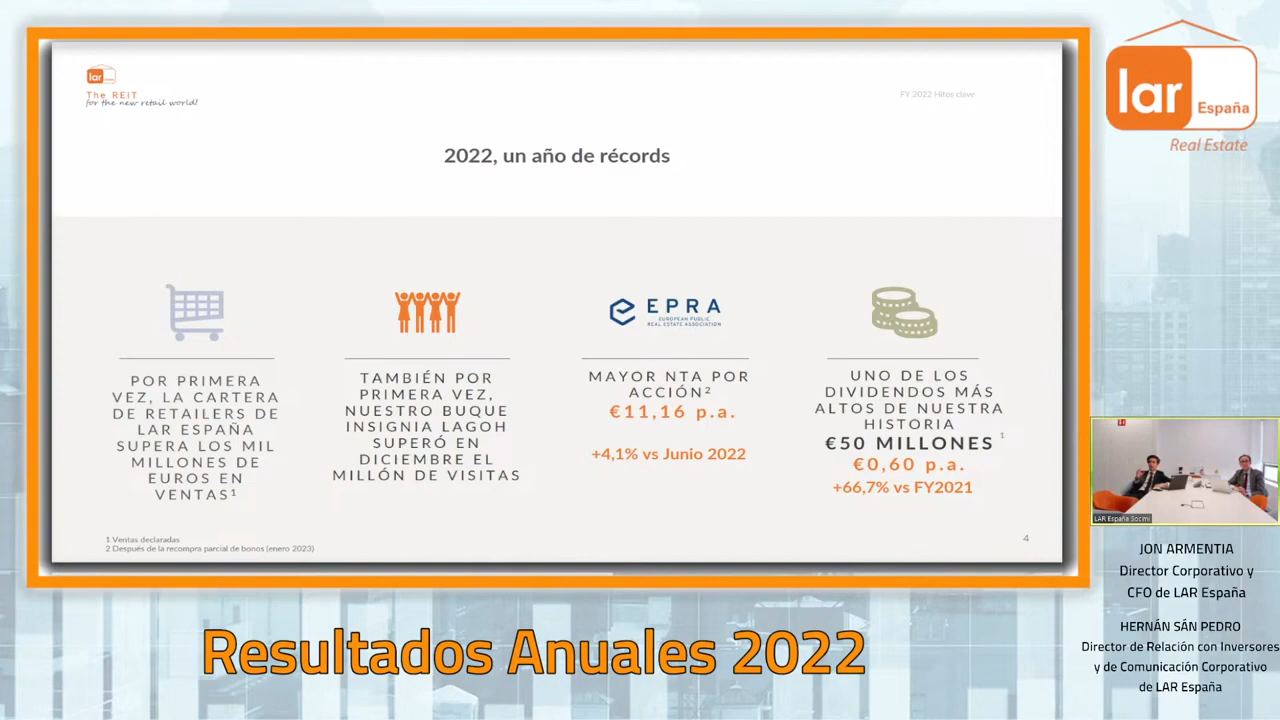 lar
The REIT
for the new retail world!
FY 2022 Hitos clave
2022, un año de récords
POR PRIMERA
VEZ, LA CARTERA
DE RETAILERS DE
LAR ESPAÑA
SUPERA LOS MIL
MILLONES DE
EUROS EN
VENTAS¹
TAMBIÉN POR
PRIMERA VEZ,
NUESTRO BUQUE
INSIGNIA LAGOH
SUPERÓ EN
DICIEMBRE EL
MILLÓN DE VISITAS
EPRA
EUROPEAN PUBLIC
REAL ESTATE ASSOCIATION
MAYOR NTA POR
ACCIÓN²
€11,16 p.a.
+4,1% vs Junio 2022
UNO DE LOS
DIVIDENDOS MÁS
ALTOS DE NUESTRA
HISTORIA
€50 MILLONES ¹
€0,60 p.a.
+66,7% vs FY2021
1 Ventas declaradas
2 Después de la recompra parcial de bonos (enero 2023)
4
lar
España
Real Estate
LAR España Socimi
JON ARMENTIA
Director Corporativo y
CFO de LAR España
HERNÁN SÁN PEDRO
Director de Relación con Inversores
y de Comunicación Corporativo
de LAR España
Resultados Anuales 2022